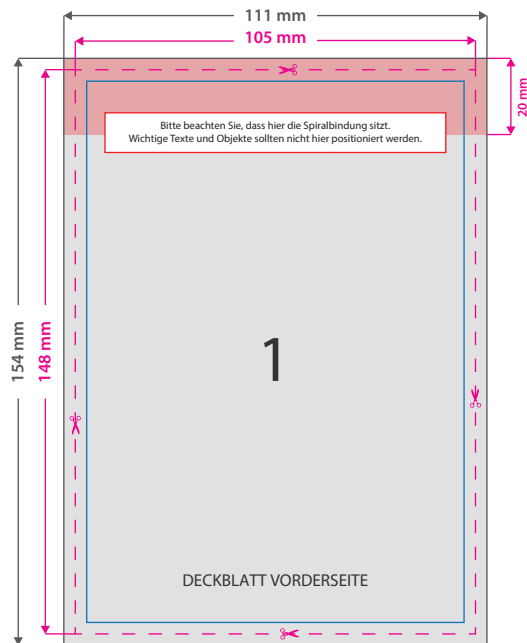 111 mm
105 mm
20 mm
Bitte beachten Sie, dass hier die Spiralbindung sitzt.
Wichtige Texte und Objekte sollten nicht hier positioniert werden.
154 mm
148 mm
1
DECKBLATT VORDERSEITE